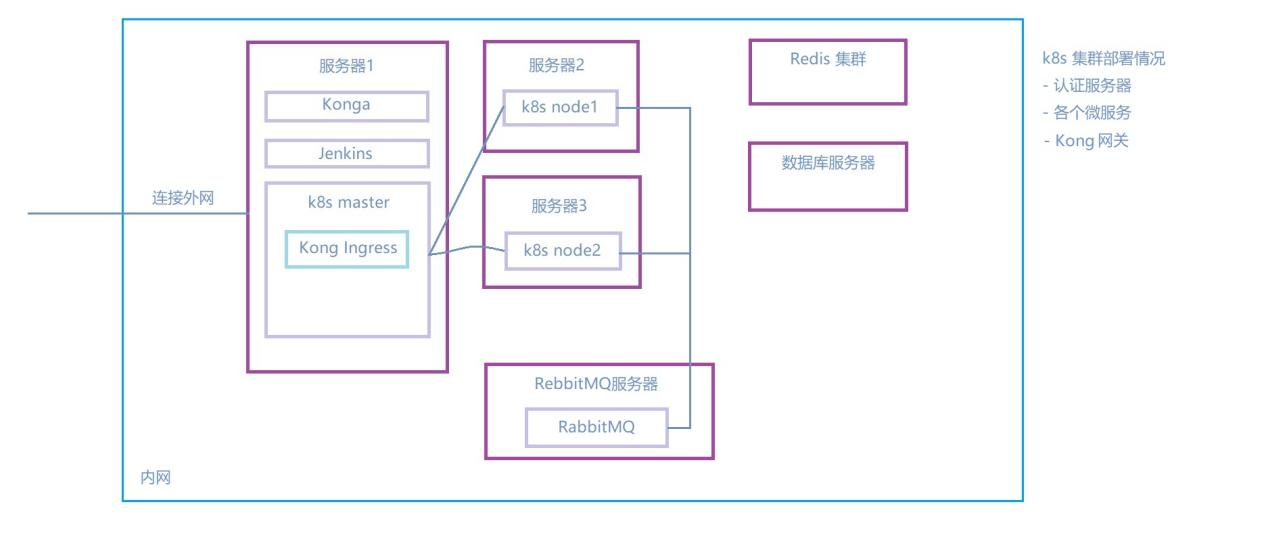 服务器1
Konga
Jenkins
k8s master
Kong Ingress
连接外网
服务器2
k8s node1
服务器3
k8s node2
RebbitMQ服务器
RabbitMQ
Redis 集群
数据库服务器
内网
k8s 集群部署情况
- 认证服务器
- 各个微服务
- Kong 网关